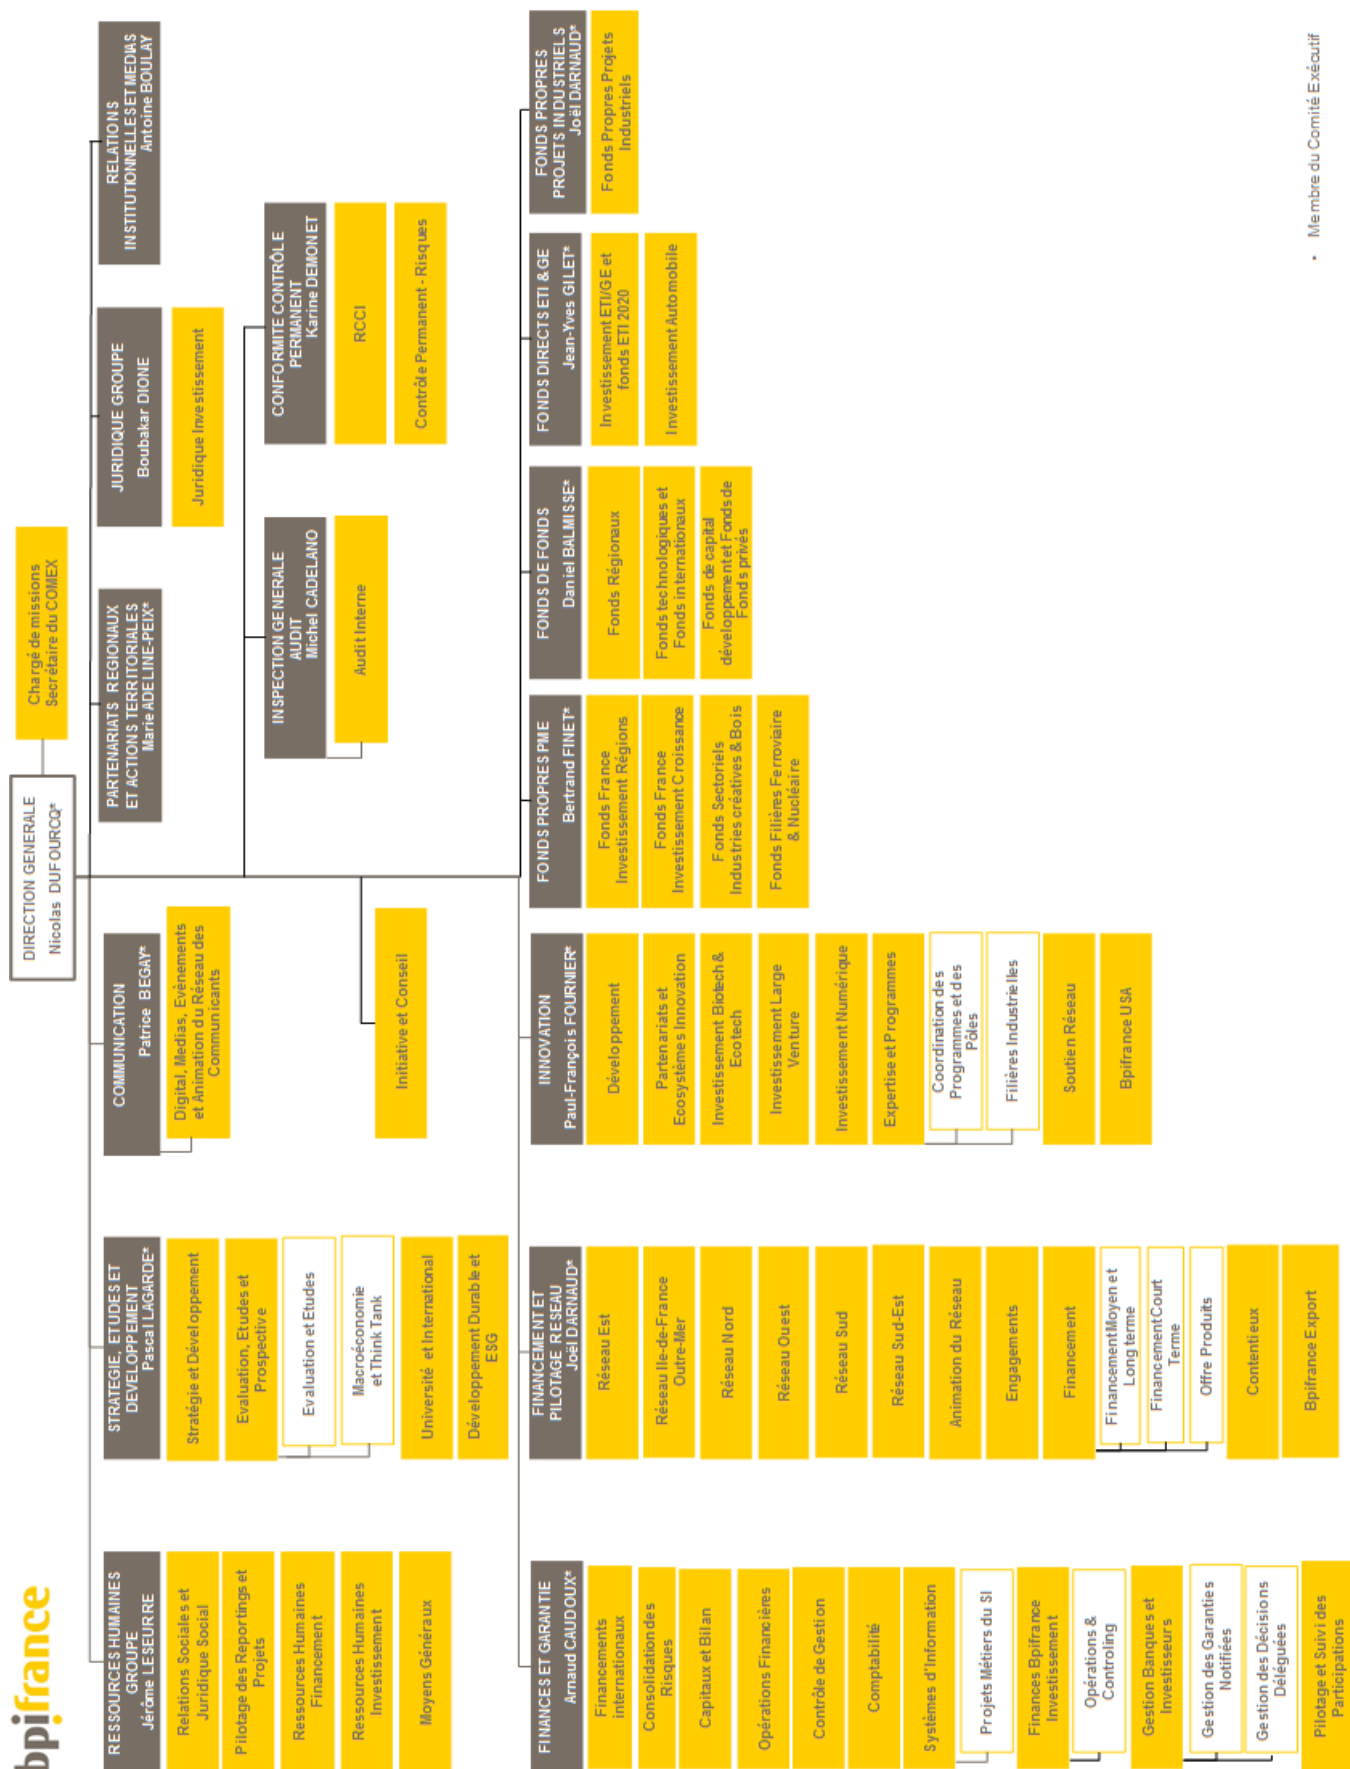 bpifrance
DIRECTION GENERALE
Nicolas DUFOURCQ*
Chargé de missions
Secrétaire du COMEX
RESSOURCES HUMAINES
GROUPE
Jérôme LESEURRE
Relations Sociales et
Juridique Social
Pilotage des Reportings et
Projets
Ressources Humaines
Financement
Ressources Humaines
Investissement
Moyens Généraux
STRATEGIE, ETUDES ET
DEVELOPPEMENT
Pascal LAGARDE*
Stratégie et Développement
Evaluation, Etudes et
Prospective
Evaluation et Etudes
Macroéconomie
et Think Tank
Université et International
Développement Durable et
ESG
COMMUNICATION
Patrice BEGAY*
Digital, Medias, Evènements
et Animation du Réseau des
Communicants
PARTENARIATS REGIONAUX
ET ACTIONS TERRITORIALES
Marie ADELINE-PEIX*
JURIDIQUE GROUPE
Boubakar DIONE
Juridique Investissement
RELATIONS
INSTITUTIONNELLES ET MEDIAS
Antoine BOULAY
Initiative et Conseil
INSPECTION GENERALE
AUDIT
Michel CADELANO
Audit Interne
CONFORMITE CONTRÔLE
PERMANENT
Karine DEMONET
RCCI
Contrôle Permanent - Risques
FINANCES ET GARANTIE
Arnaud CAUDOUX*
Financements
internationaux
Consolidation des
Risques
Capitaux et Bilan
Opérations Financières
Contrôle de Gestion
Comptabilité
Systèmes d'Information
Projets Métiers du SI
Finances Bpifrance
Investissement
Opérations &
Controling
Gestion Banques et
Investisseurs
Gestion des Garanties
Notifiées
Gestion des Décisions
Déléguées
Pilotage et Suivi des
Participations
FINANCEMENT ET
PILOTAGE RESEAU
Joël DARNAUD*
Réseau Est
Réseau Ile-de-France
Outre-Mer
Réseau Nord
Réseau Ouest
Réseau Sud
Réseau Sud-Est
Animation du Réseau
Engagements
Financement
Financement Moyen et
Long terme
Financement Court
Terme
Offre Produits
Contentieux
Bpifrance Export
INNOVATION
Paul-François FOURNIER*
Développement
Partenariats et
Ecosystèmes Innovation
Investissement Biotech &
Ecotech
Investissement Large
Venture
Investissement Numérique
Expertise et Programmes
Coordination des
Programmes et des
Pôles
Filières Industrielles
Soutien Réseau
Bpifrance USA
FONDS PROPRES PME
Bertrand FINET*
Fonds France
Investissement Régions
Fonds France
Investissement Croissance
Fonds Sectoriels
Industries créatives & Bois
Fonds Filières Ferroviaire
& Nucléaire
FONDS DE FONDS
Daniel BALMISSE*
Fonds Régionaux
Fonds technologiques et
Fonds internationaux
Fonds de capital
développement et Fonds de
Fonds privés
FONDS DIRECTS ETI & GE
Jean-Yves GILET*
Investissement ETI/GE et
fonds ETI 2020
Investissement Automobile
FONDS PROPRES
PROJETS INDUSTRIELS
Joël DARNAUD*
Fonds Propres Projets
Industriels
• Membre du Comité Exécutif